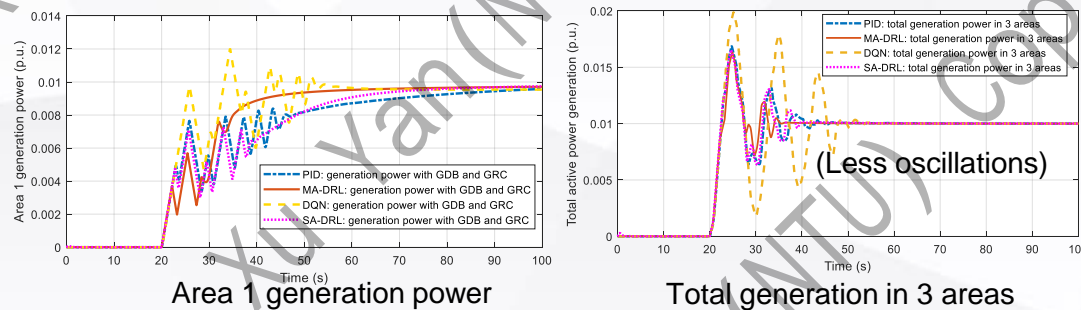 0.014
0.012
0.01
0.008
0.006
0.004
0.002
0
Area 1 generation power (p.u.)
PID: generation power with GDB and GRC
MA-DRL: generation power with GDB and GRC
DQN: generation power with GDB and GRC
SA-DRL: generation power with GDB and GRC
0 10 20 30 40 50 60 70 80 90 100
Time (s)
Area 1 generation power
0.02
0.015
0.01
0.005
0
Total active power generation (p.u.)
PID: total generation power in 3 areas
MA-DRL: total generation power in 3 areas
DQN: total generation power in 3 areas
SA-DRL: total generation power in 3 areas
(Less oscillations)
0 10 20 30 40 50 60 70 80 90 100
Time (s)
Total generation in 3 areas
Xu Yan (N
(NTU) Cop